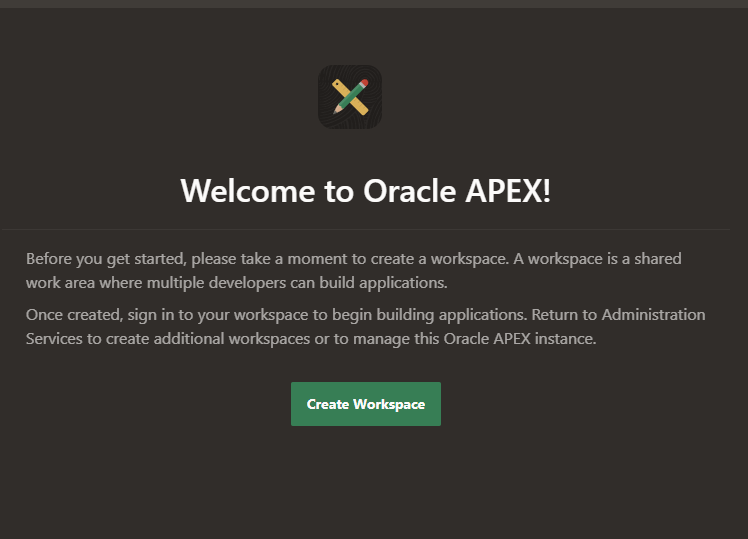 Welcome to Oracle APEX!
Before you get started, please take a moment to create a workspace. A workspace is a shared
work area where multiple developers can build applications.
Once created, sign in to your workspace to begin building applications. Return to Administration
Services to create additional workspaces or to manage this Oracle APEX instance.
Create Workspace